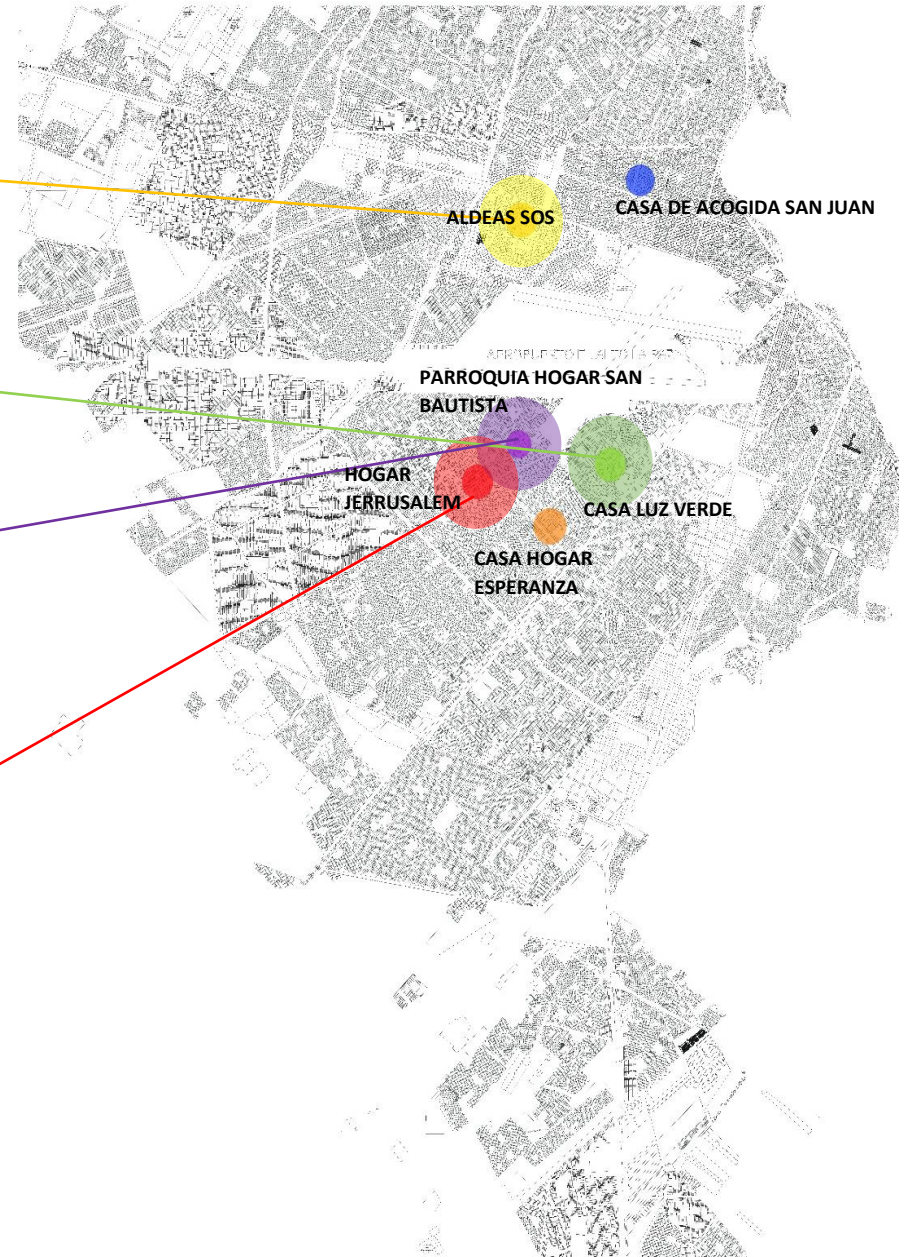 CASA DE ACOGIDA SAN JUAN
ALDEAS SOS
PARROQUIA HOGAR SAN
BAUTISTA
HOGAR
JERRUSALEM
CASA LUZ VERDE
CASA HOGAR
ESPERANZA